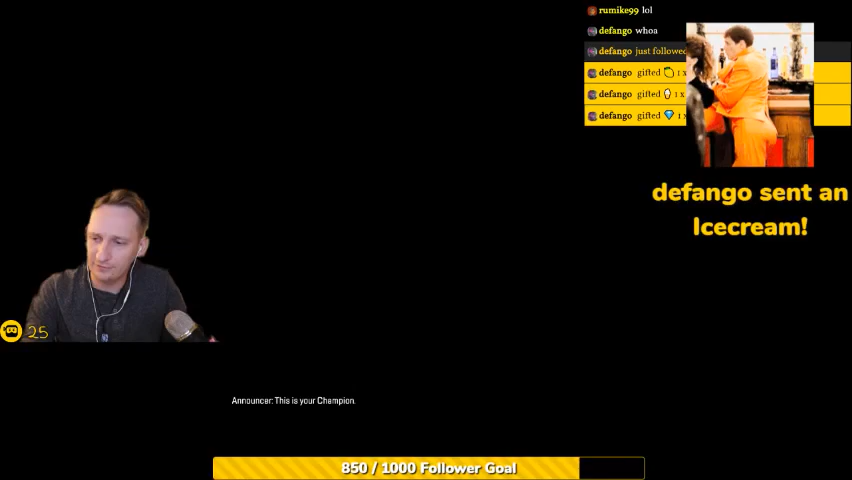 rumike99 lol
defango whoa
defango just followed
defango gifted 1 x
defango gifted 1 x
defango gifted 1 x
defango sent an
Icecream!
25
Announcer: This is your Champion.
850 / 1000 Follower Goal